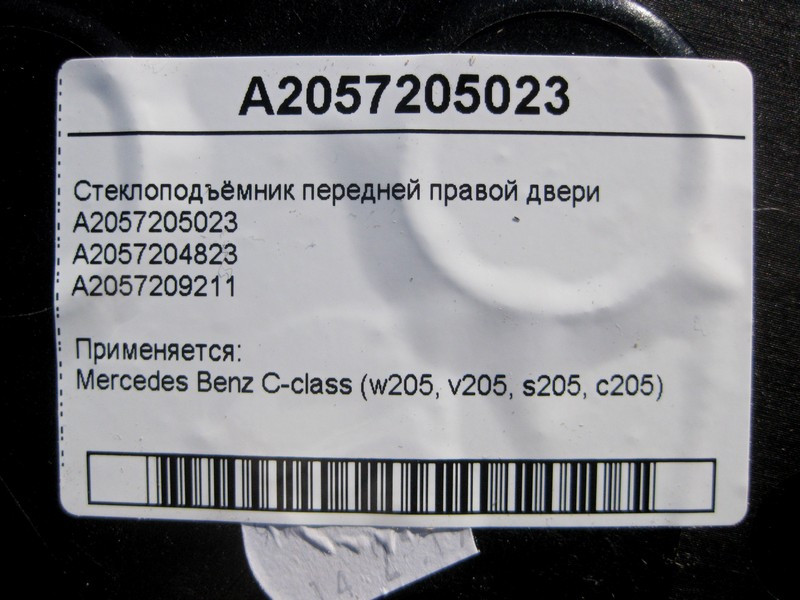 A2057205023
Стеклоподъёмник передней правой двери
A2057205023
A2057204823
A2057209211
Применяется:
Mercedes Benz C-class (w205, v205, s205, c205)